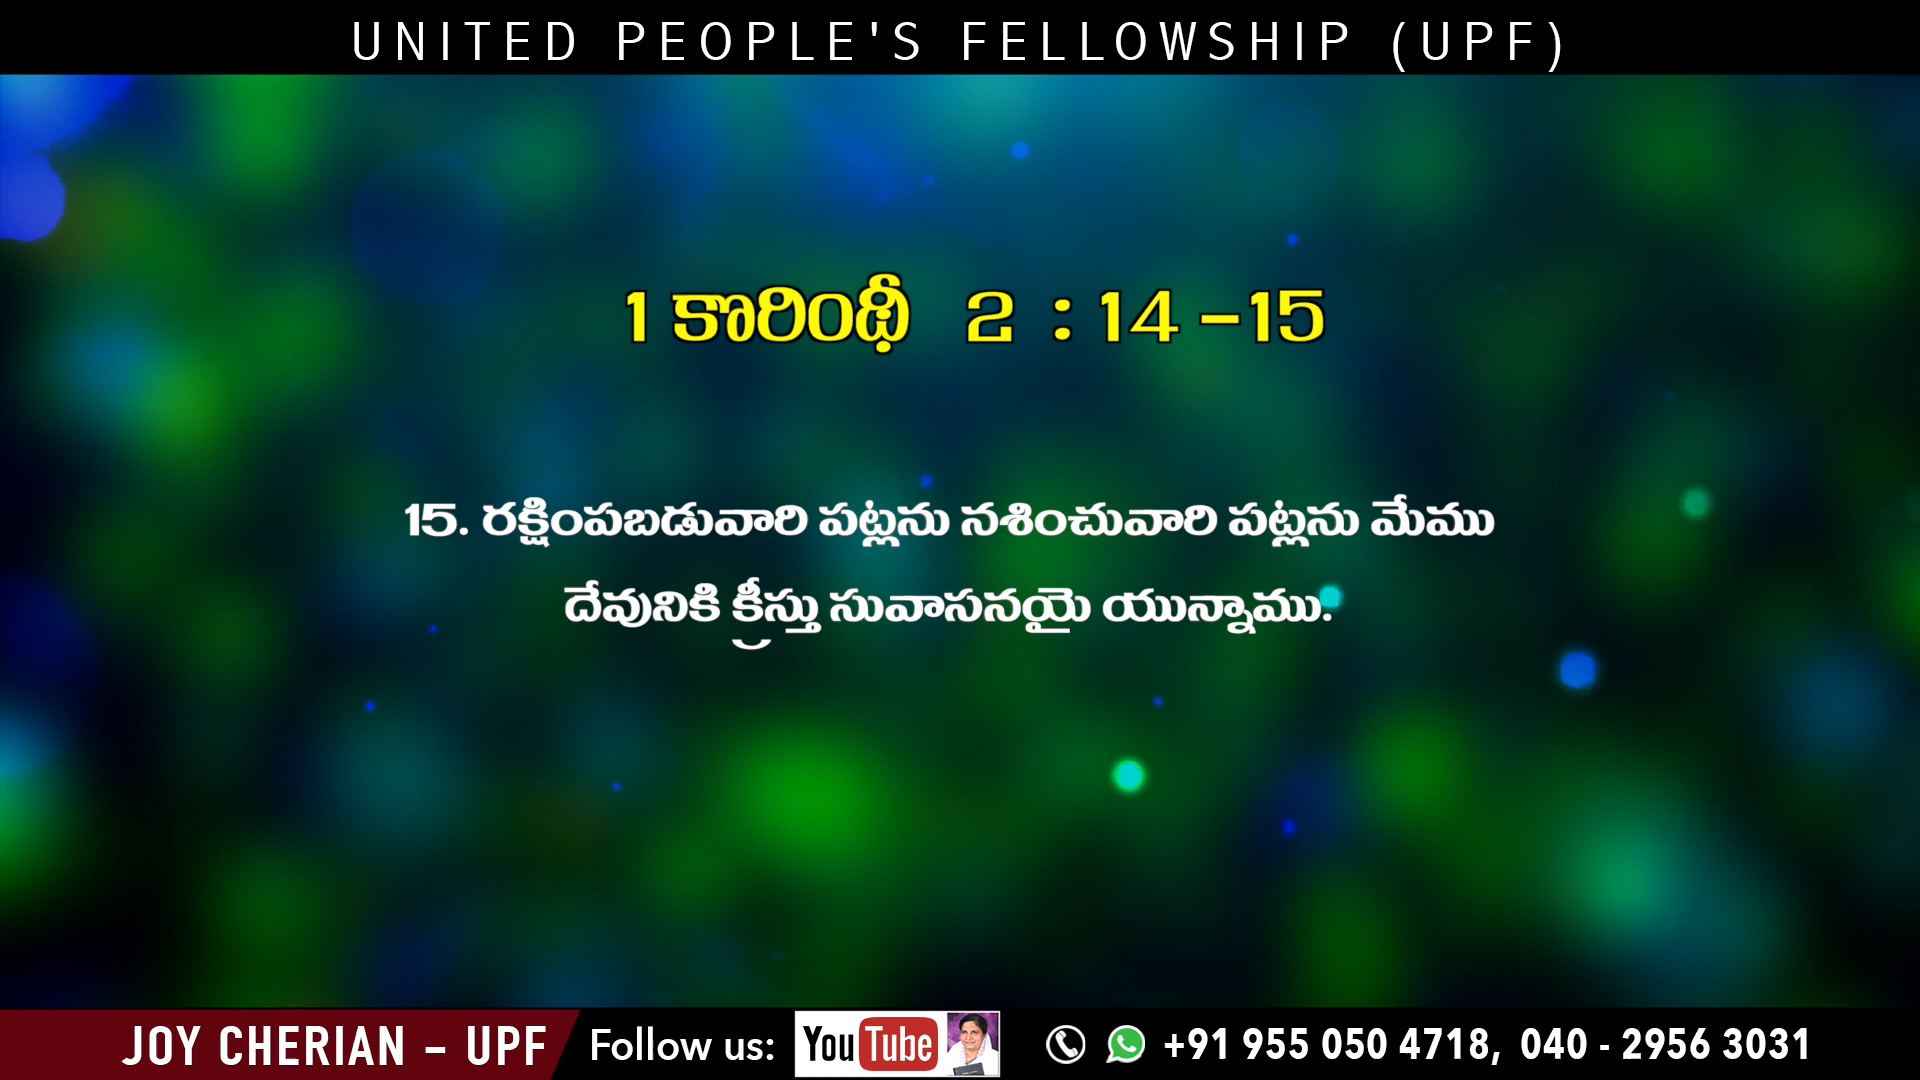 UNITED PEOPLE'S FELLOWSHIP (UPF)
1 కొరింథీ 2 : 14 -15
15. రక్షింపబడువారి పట్లను నశించువారి పట్లను మేము
దేవునికి క్రీస్తు సువాసనయై యున్నాము.
JOY CHERIAN - UPF Follow us: YouTube +91 955 050 4718, 040 - 2956 3031